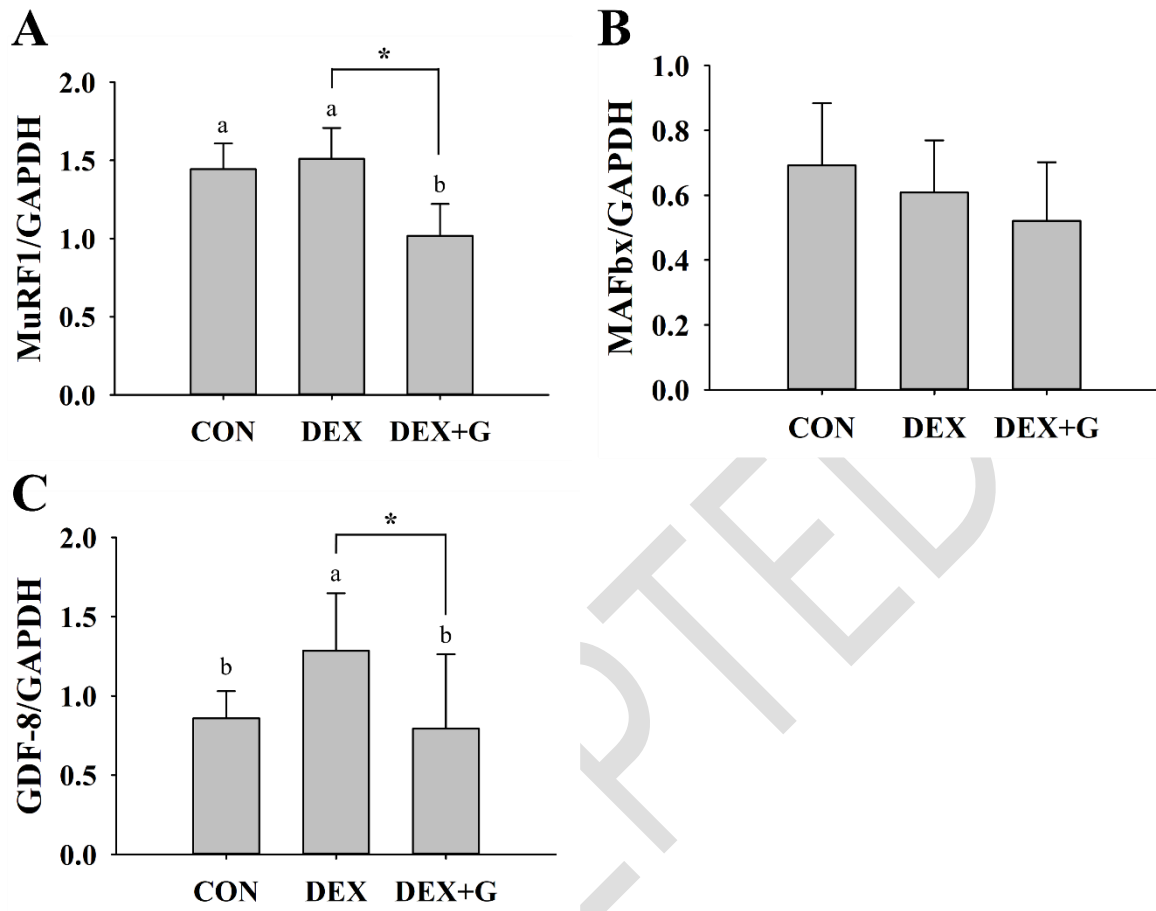 A
MuRF1/GAPDH
2.0
1.5
1.0
0.5
0.0
*
a
a
b
CON DEX DEX+G
B
MAFbx/GAPDH
1.0
0.8
0.6
0.4
0.2
0.0
CON DEX DEX+G
C
GDF-8/GAPDH
2.0
1.5
1.0
0.5
0.0
*
b
a
b
CON DEX DEX+G
PTED